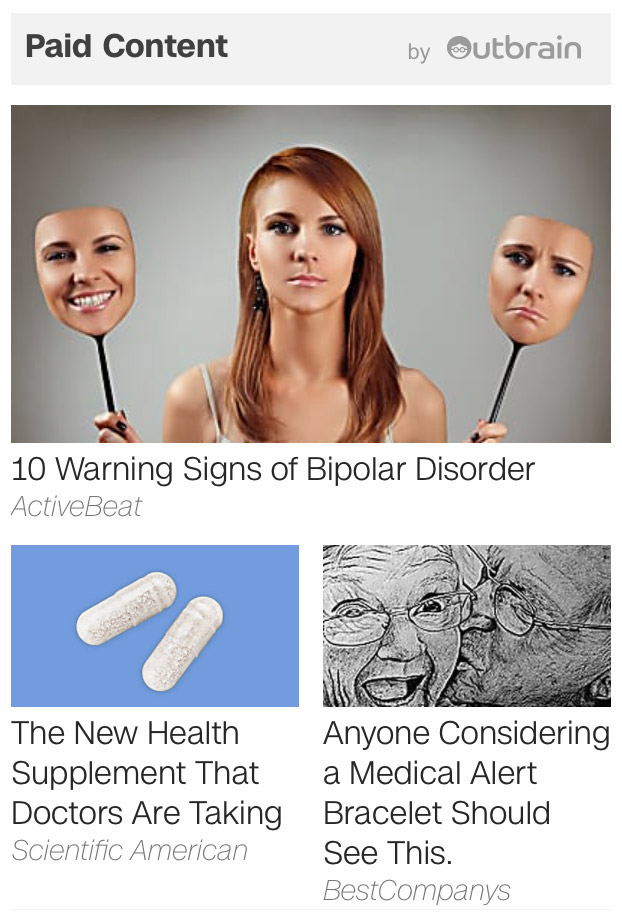 Paid Content
by Outbrain
10 Warning Signs of Bipolar Disorder
ActiveBeat
The New Health
Supplement That
Doctors Are Taking
Scientific American
Anyone Considering
a Medical Alert
Bracelet Should
See This.
BestCompanys